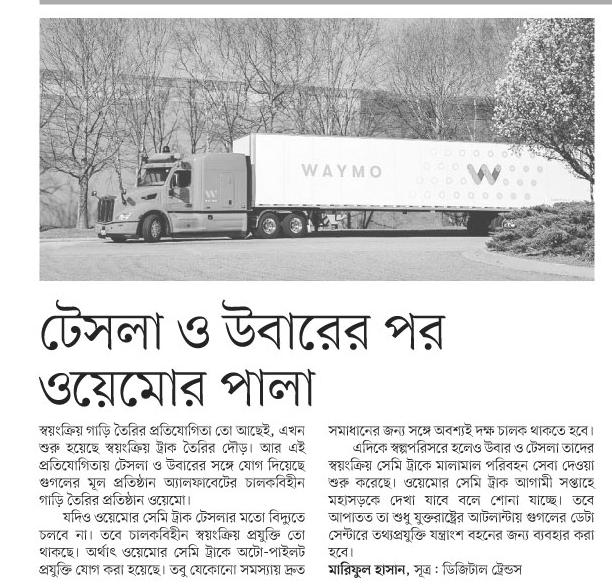 WAYMO
টেসলা ও উবারের পর
ওয়েমোর পালা
স্বয়ংক্রিয় গাড়ি তৈরির প্রতিযোগিতা তো আছেই, এখন
শুরু হয়েছে স্বয়ংক্রিয় ট্রাক তৈরির দৌড়। আর এই
প্রতিযোগিতায় টেসলা ও উবারের সঙ্গে যোগ দিয়েছে
গুগলের মূল প্রতিষ্ঠান অ্যালফাবেটের চালকবিহীন
গাড়ি তৈরির প্রতিষ্ঠান ওয়েমো।
যদিও ওয়েমোর সেমি ট্রাক টেসলার মতো বিদ্যুতে
চলবে না। তবে চালকবিহীন স্বয়ংক্রিয় প্রযুক্তি তো
থাকছে। অর্থাৎ ওয়েমোর সেমি ট্রাকে অটো-পাইলট
প্রযুক্তি যোগ করা হয়েছে। তবু যেকোনো সমস্যায় দ্রুত
সমাধানের জন্য সঙ্গে অবশ্যই দক্ষ চালক থাকতে হবে।
এদিকে স্বল্পপরিসরে হলেও উবার ও টেসলা তাদের
স্বয়ংক্রিয় সেমি ট্রাকে মালামাল পরিবহন সেবা দেওয়া
শুরু করেছে। ওয়েমোর সেমি ট্রাক আগামী সপ্তাহে
মহাসড়কে দেখা যাবে বলে শোনা যাচ্ছে। তবে
আপাতত তা শুধু যুক্তরাষ্ট্রের আটলান্টায় গুগলের ডেটা
সেন্টারে তথ্যপ্রযুক্তি যন্ত্রাংশ বহনের জন্য ব্যবহার করা
হবে।
মারিফুল হাসান, সূত্র : ডিজিটাল ট্রেন্ডস